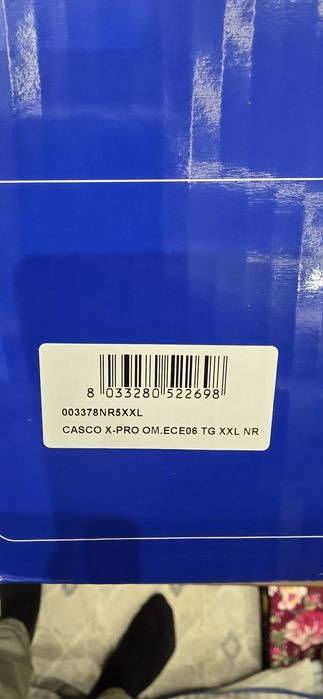 8 033280 522698
003378NR5XXL
CASCO X-PRO OM.ECE06 TG XXL NR